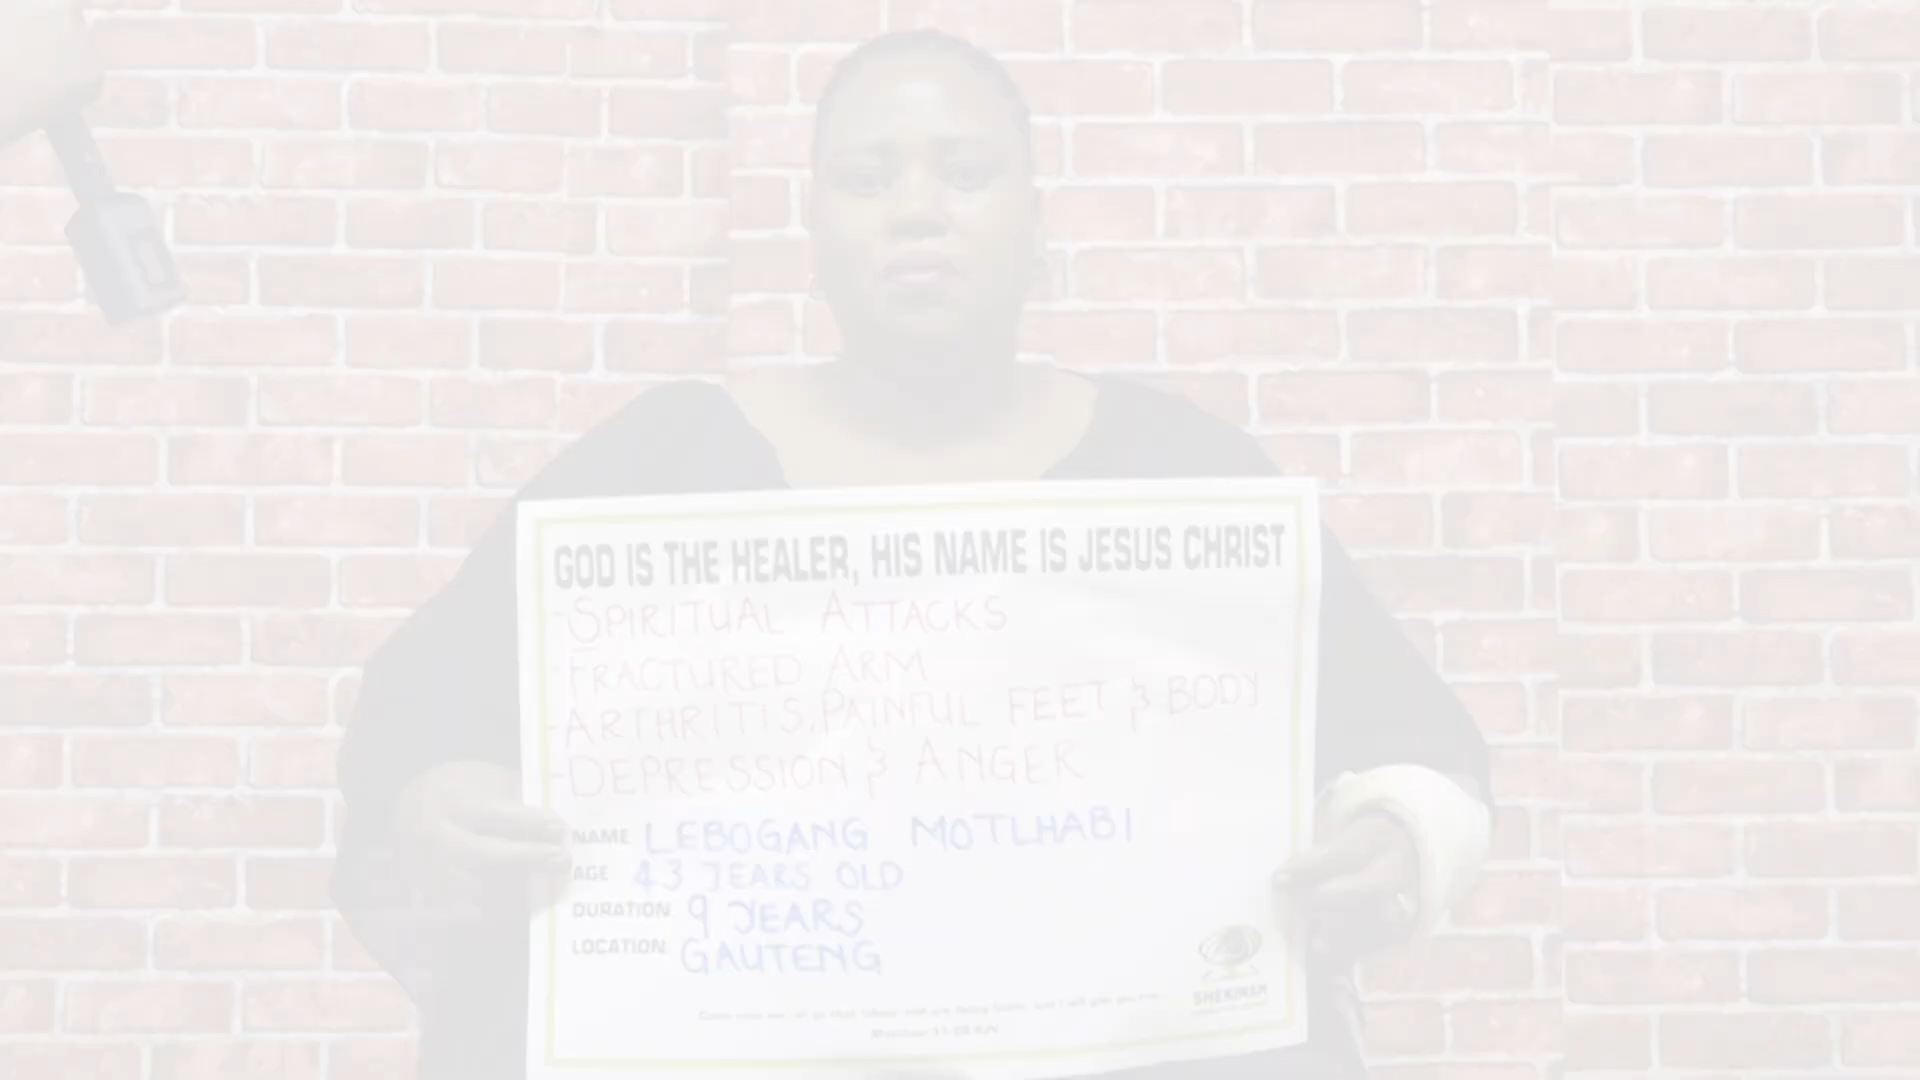 GOD IS THE HEALER, HIS NAME IS JESUS CHRIST
-SPIRITUAL ATTACKS
-FRACTURED ARM
-ARTHRITIS, PAINFUL FEET & BODY
-DEPRESSION & ANGER
NAME LEBOGANG MOTLHABI
AGE 43 YEARS OLD
DURATION 9 YEARS
LOCATION GAUTENG
SHEKINAH